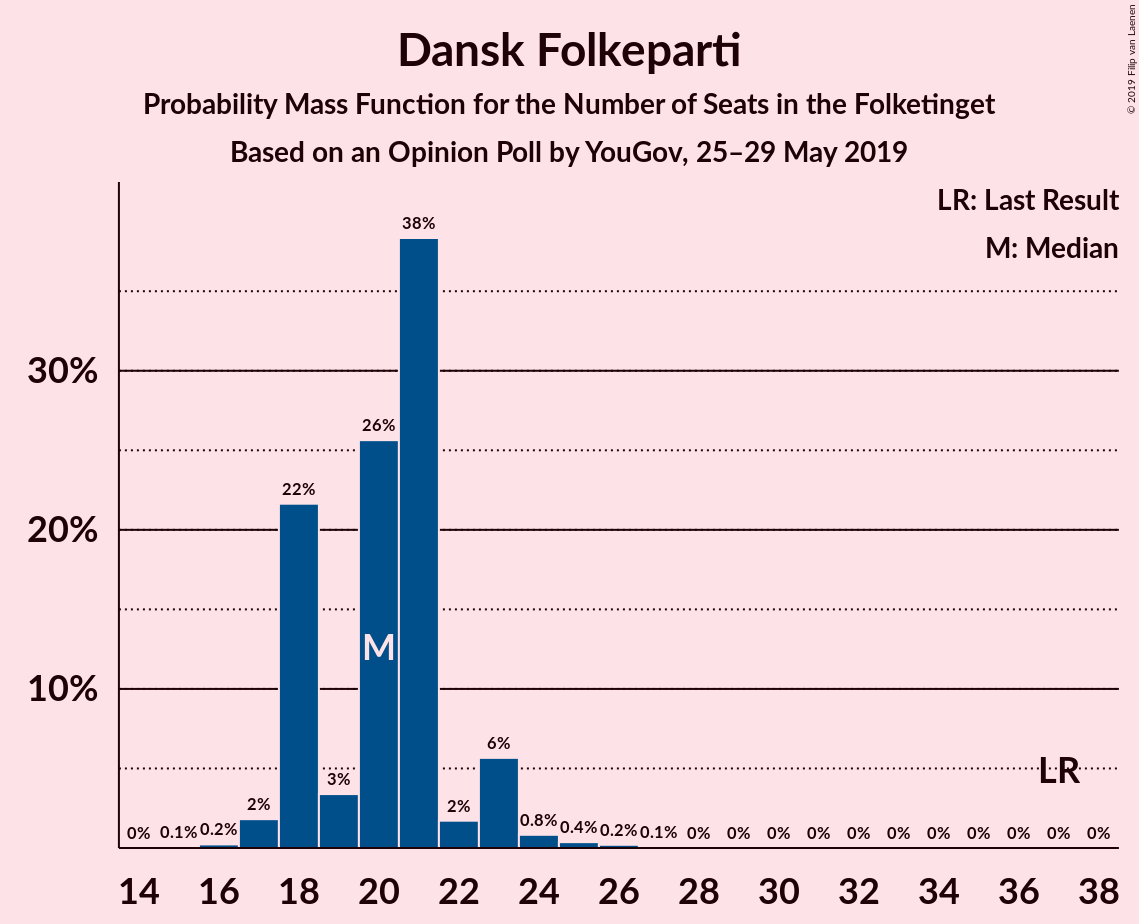 Dansk Folkeparti
Probability Mass Function for the Number of Seats in the Folketinget
Based on an Opinion Poll by YouGov, 25–29 May 2019
© 2019 Filip van Laenen
LR: Last Result
M: Median
38%
30%
26%
22%
20%
M
10%
6%
LR
3%
2%
2%
0.8%
0.4%
0% 0.1% 0.2% 0.2% 0.1% 0% 0% 0% 0% 0% 0% 0% 0% 0% 0% 0%
14 16 18 20 22 24 26 28 30 32 34 36 38